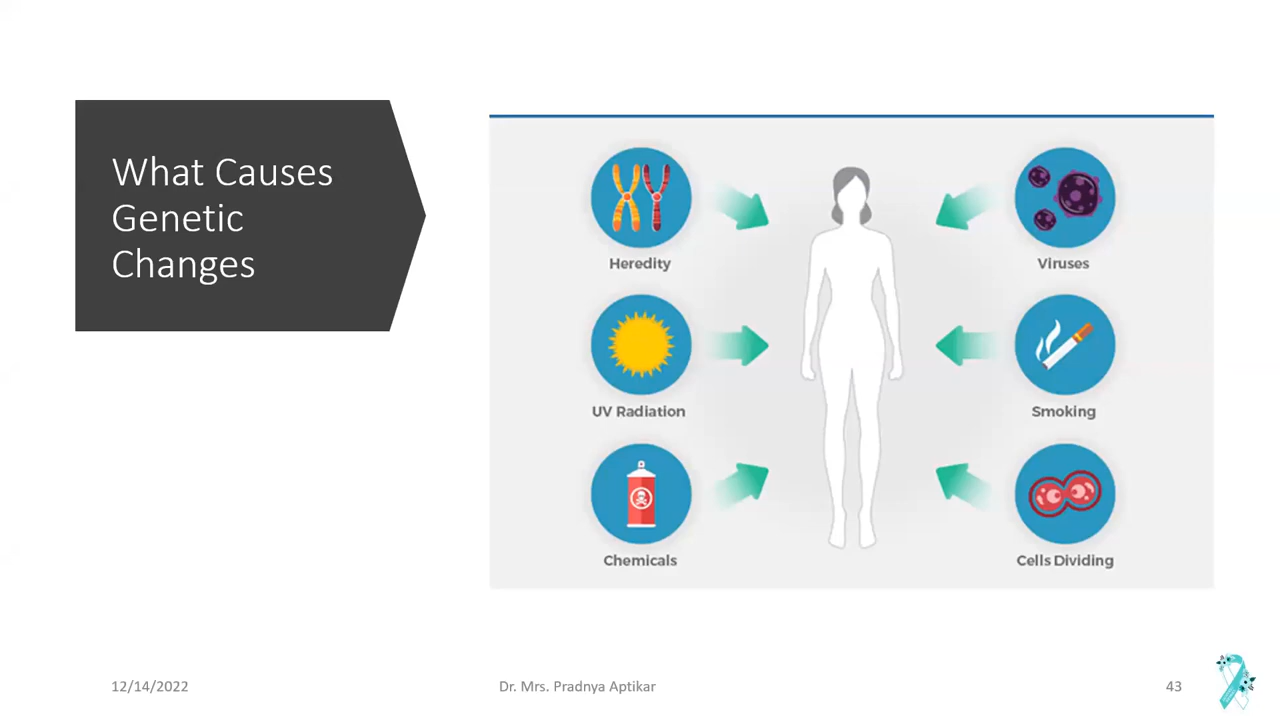 What Causes
Genetic
Changes
Heredity
Viruses
UV Radiation
Smoking
Chemicals
Cells Dividing
12/14/2022
Dr. Mrs. Pradnya Aptikar
43